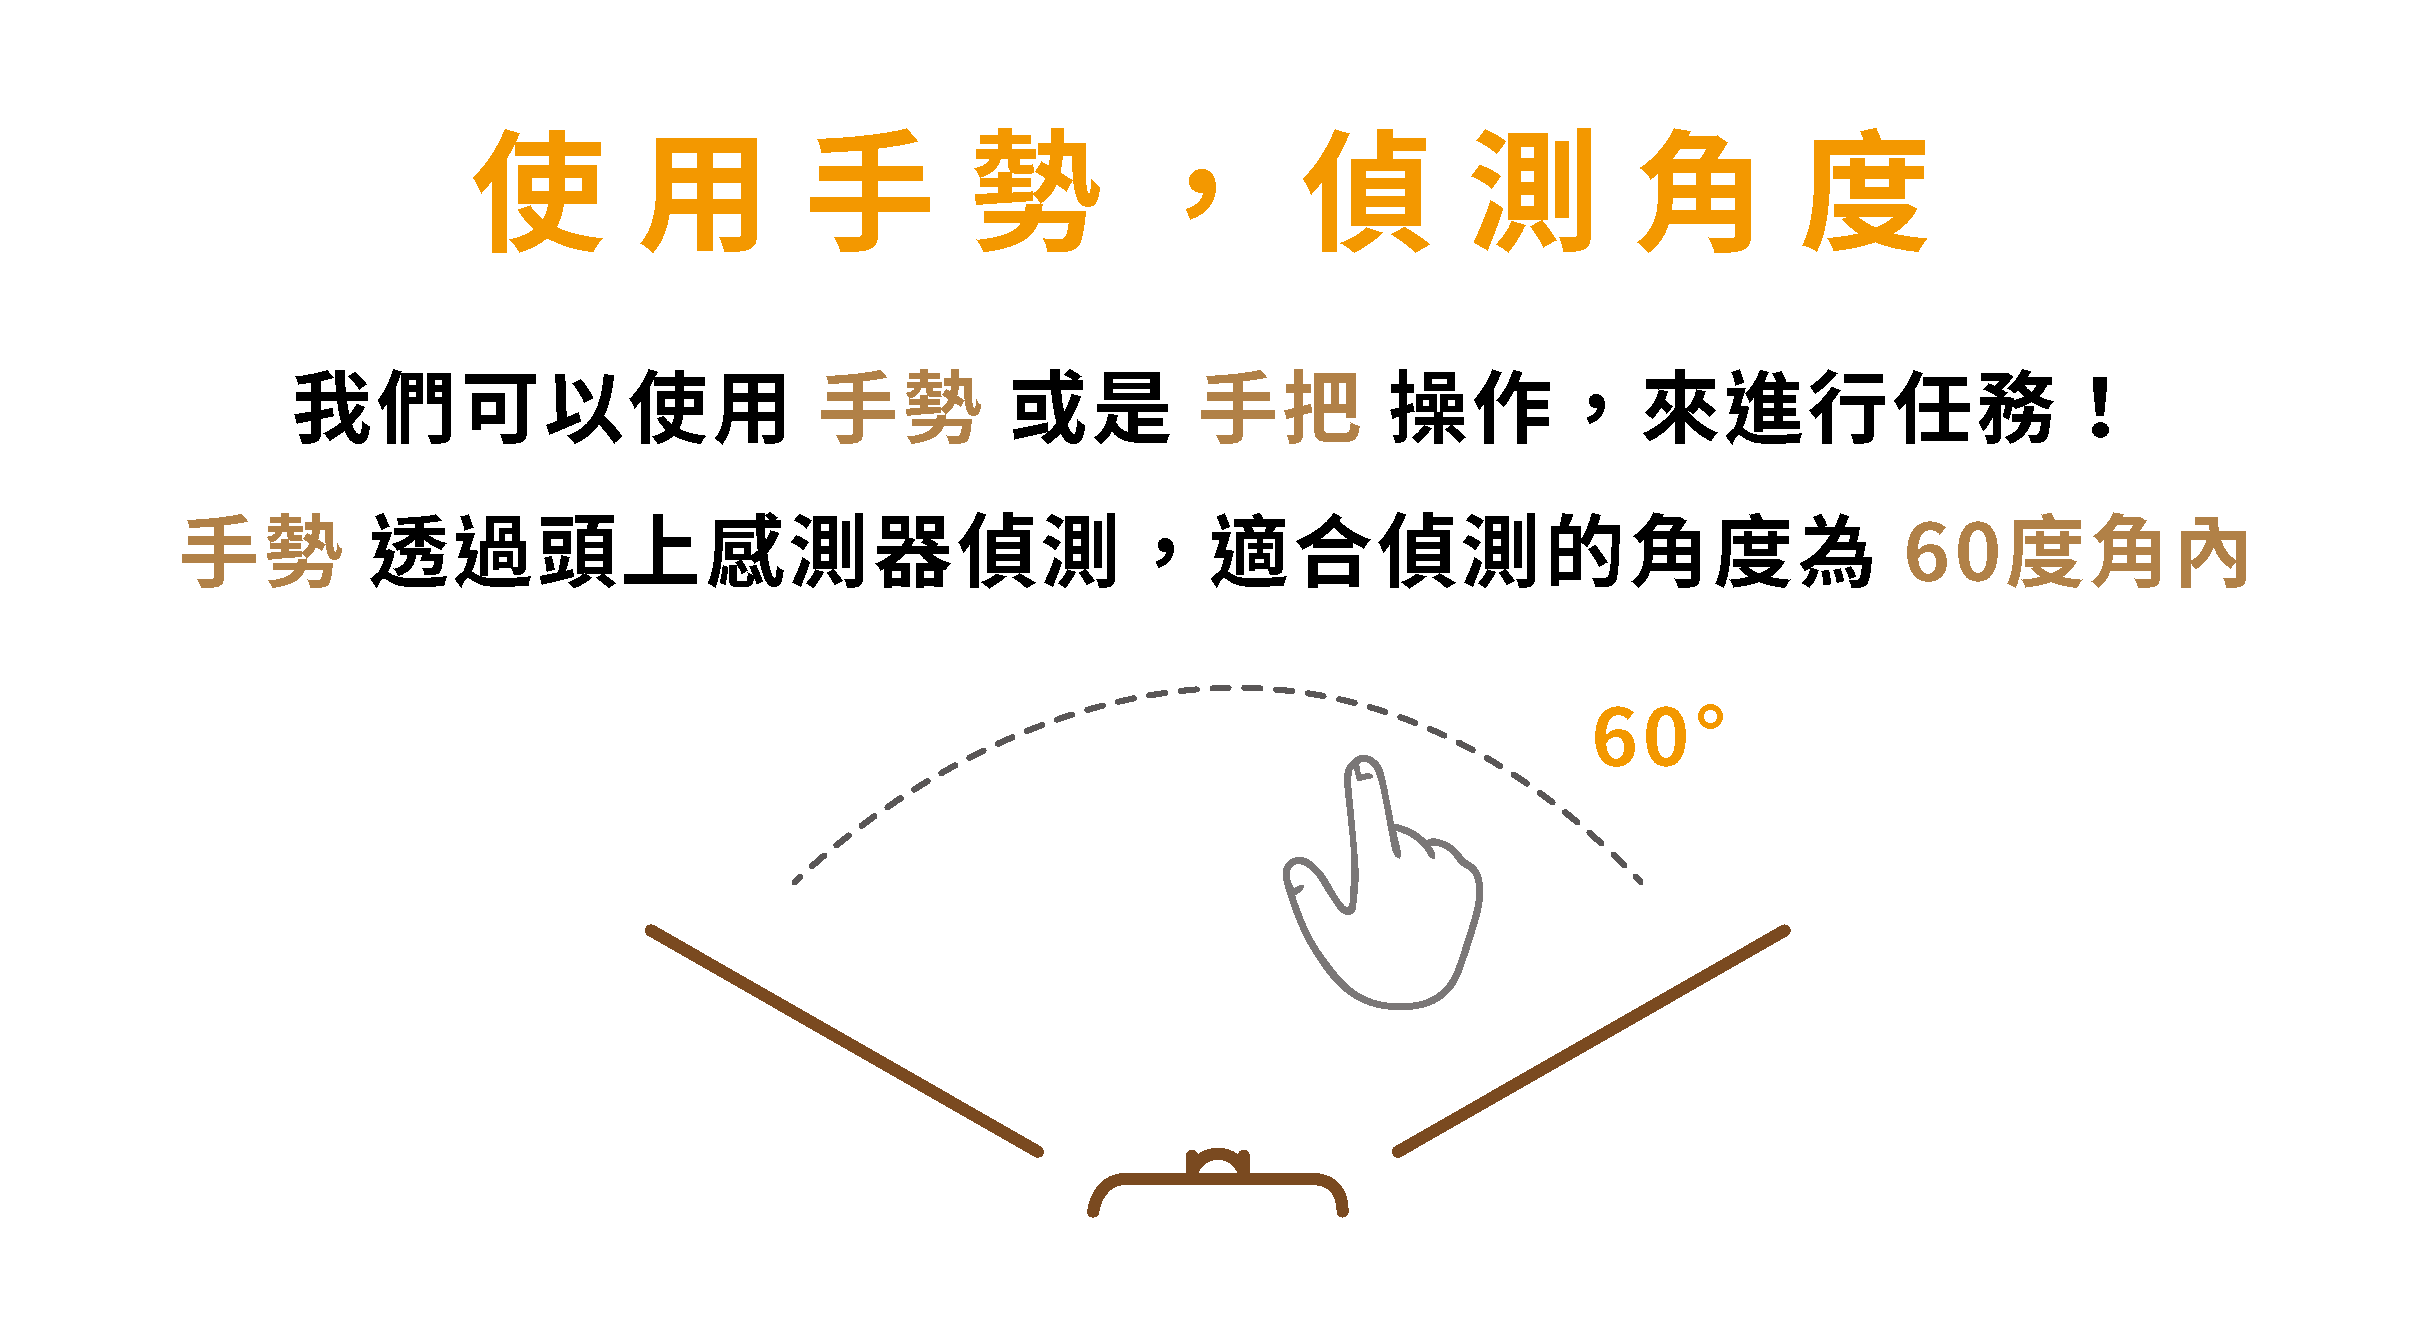 使用手勢，偵測角度
我們可以使用 手勢 或是 手把 操作，來進行任務！
手勢 透過頭上感測器偵測，適合偵測的角度為 60度角內
60°